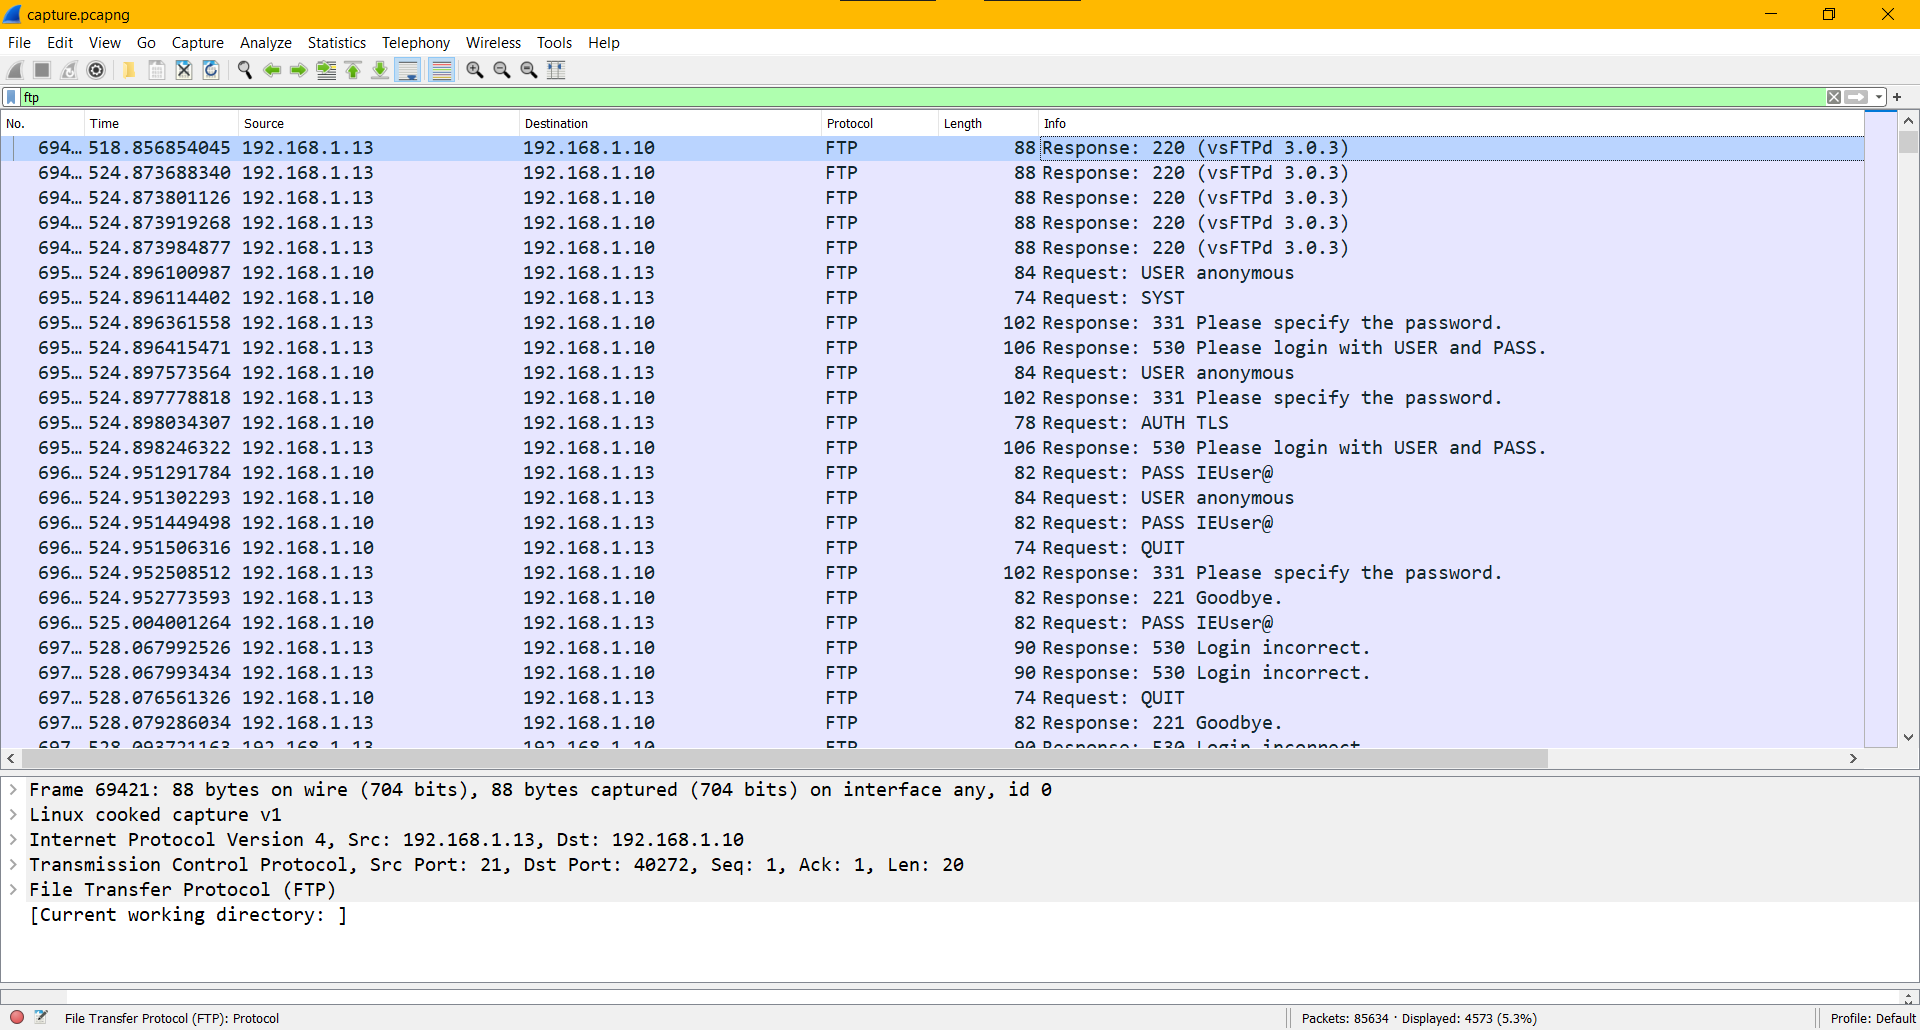 capture.pcapng
File Edit View Go Capture Analyze Statistics Telephony Wireless Tools Help
ftp
No. Time Source Destination Protocol Length Info
694… 518.856854045 192.168.1.13 192.168.1.10 FTP 88 Response: 220 (vsFTPd 3.0.3)
694… 524.873688340 192.168.1.13 192.168.1.10 FTP 88 Response: 220 (vsFTPd 3.0.3)
694… 524.873801126 192.168.1.13 192.168.1.10 FTP 88 Response: 220 (vsFTPd 3.0.3)
694… 524.873919268 192.168.1.13 192.168.1.10 FTP 88 Response: 220 (vsFTPd 3.0.3)
694… 524.873984877 192.168.1.13 192.168.1.10 FTP 88 Response: 220 (vsFTPd 3.0.3)
695… 524.896100987 192.168.1.10 192.168.1.13 FTP 84 Request: USER anonymous
695… 524.896114402 192.168.1.10 192.168.1.13 FTP 74 Request: SYST
695… 524.896361558 192.168.1.13 192.168.1.10 FTP 102 Response: 331 Please specify the password.
695… 524.896415471 192.168.1.13 192.168.1.10 FTP 106 Response: 530 Please login with USER and PASS.
695… 524.897573564 192.168.1.10 192.168.1.13 FTP 84 Request: USER anonymous
695… 524.897778818 192.168.1.13 192.168.1.10 FTP 102 Response: 331 Please specify the password.
695… 524.898034307 192.168.1.10 192.168.1.13 FTP 78 Request: AUTH TLS
695… 524.898246322 192.168.1.13 192.168.1.10 FTP 106 Response: 530 Please login with USER and PASS.
696… 524.951291784 192.168.1.10 192.168.1.13 FTP 82 Request: PASS IEUser@
696… 524.951302293 192.168.1.10 192.168.1.13 FTP 84 Request: USER anonymous
696… 524.951449498 192.168.1.10 192.168.1.13 FTP 82 Request: PASS IEUser@
696… 524.951506316 192.168.1.10 192.168.1.13 FTP 74 Request: QUIT
696… 524.952508512 192.168.1.13 192.168.1.10 FTP 102 Response: 331 Please specify the password.
696… 524.952773593 192.168.1.13 192.168.1.10 FTP 82 Response: 221 Goodbye.
696… 525.004001264 192.168.1.10 192.168.1.13 FTP 82 Request: PASS IEUser@
697… 528.067992526 192.168.1.13 192.168.1.10 FTP 90 Response: 530 Login incorrect.
697… 528.067993434 192.168.1.13 192.168.1.10 FTP 90 Response: 530 Login incorrect.
697… 528.076561326 192.168.1.10 192.168.1.13 FTP 74 Request: QUIT
697… 528.079286034 192.168.1.13 192.168.1.10 FTP 82 Response: 221 Goodbye.
697… 528.093721163 192.168.1.13 192.168.1.10 FTP 90 Response: 530 Login incorrect.
Frame 69421: 88 bytes on wire (704 bits), 88 bytes captured (704 bits) on interface any, id 0
Linux cooked capture v1
Internet Protocol Version 4, Src: 192.168.1.13, Dst: 192.168.1.10
Transmission Control Protocol, Src Port: 21, Dst Port: 40272, Seq: 1, Ack: 1, Len: 20
File Transfer Protocol (FTP)
[Current working directory: ]
File Transfer Protocol (FTP): Protocol Packets: 85634 · Displayed: 4573 (5.3%) Profile: Default